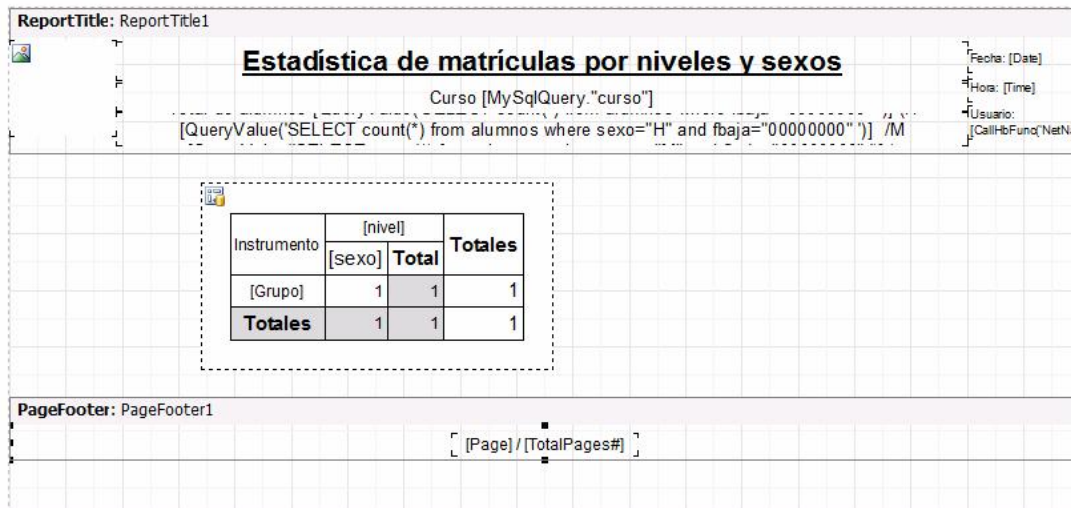 ReportTitle: ReportTitle1
Estadística de matrículas por niveles y sexos
Fecha: [Date]
Curso [MySqlQuery."curso"]
Hora: [Time]
Usuario:
[QueryValue('SELECT count(*) from alumnos where sexo="H" and fbaja="00000000" ')] /M
[CallHbFunc('NetNa
Instrumento
[nivel]
Totales
[sexo] Total
[Grupo] 1 1 1
Totales 1 1 1
PageFooter: PageFooter1
[Page] / [TotalPages#]